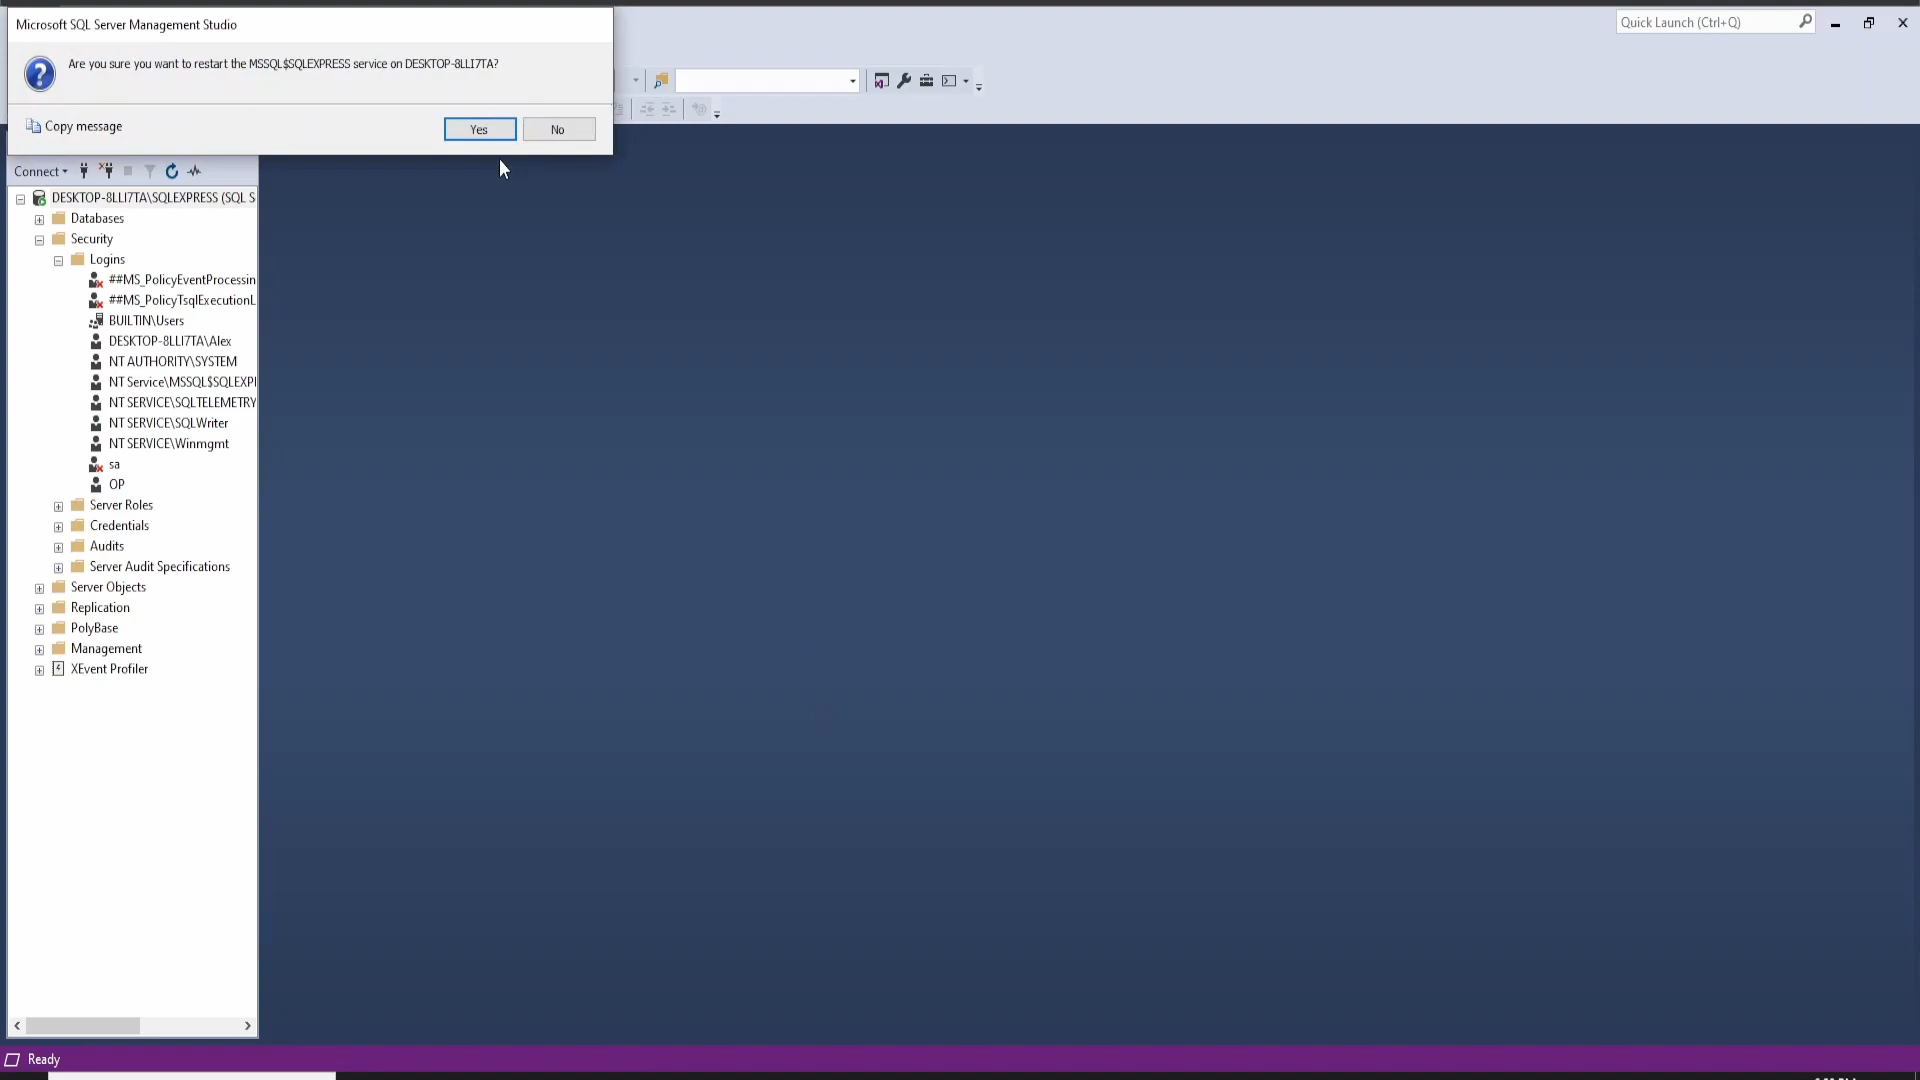 Microsoft SQL Server Management Studio
Quick Launch (Ctrl+Q)
Are you sure you want to restart the MSSQL$SQLEXPRESS service on DESKTOP-8LLI7TA?
Copy message
Yes
No
Connect
DESKTOP-8LLI7TA\SQLEXPRESS (SQL S
Databases
Security
Logins
##MS_PolicyEventProcessin
##MS_PolicyTsqlExecutionL
BUILTIN\Users
DESKTOP-8LLI7TA\Alex
NT AUTHORITY\SYSTEM
NT Service\MSSQL$SQLEXPI
NT SERVICE\SQLTELEMETRY
NT SERVICE\SQLWriter
NT SERVICE\Winmgmt
sa
OP
Server Roles
Credentials
Audits
Server Audit Specifications
Server Objects
Replication
PolyBase
Management
XEvent Profiler
Ready